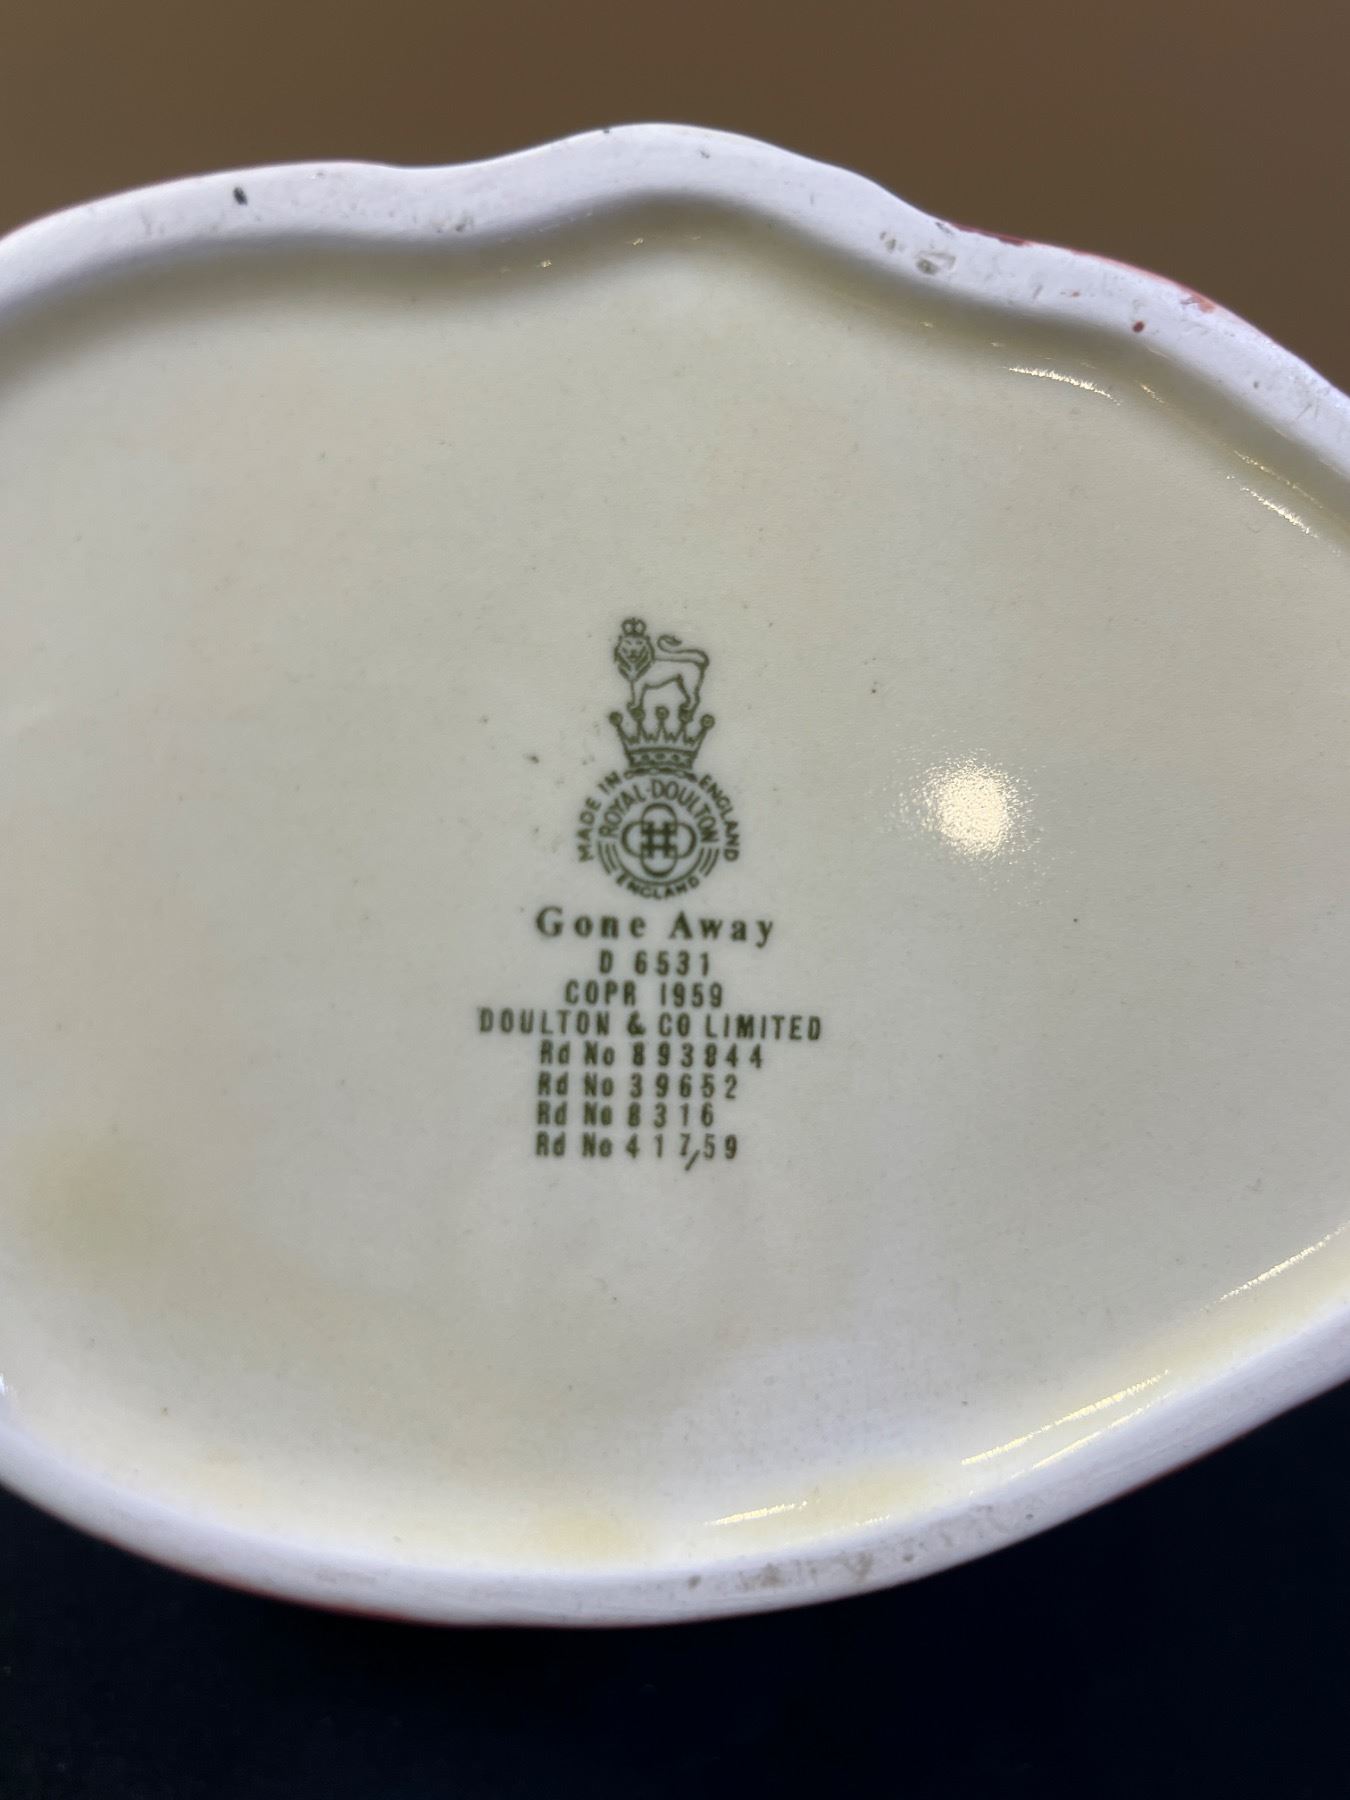 MADE IN ENGLAND
ROYAL·DOULTON
ENGLAND
Gone Away
D 6531
COPR 1959
DOULTON & CO LIMITED
Rd No 893844
Rd No 39652
Rd No 8316
Rd No 417/59